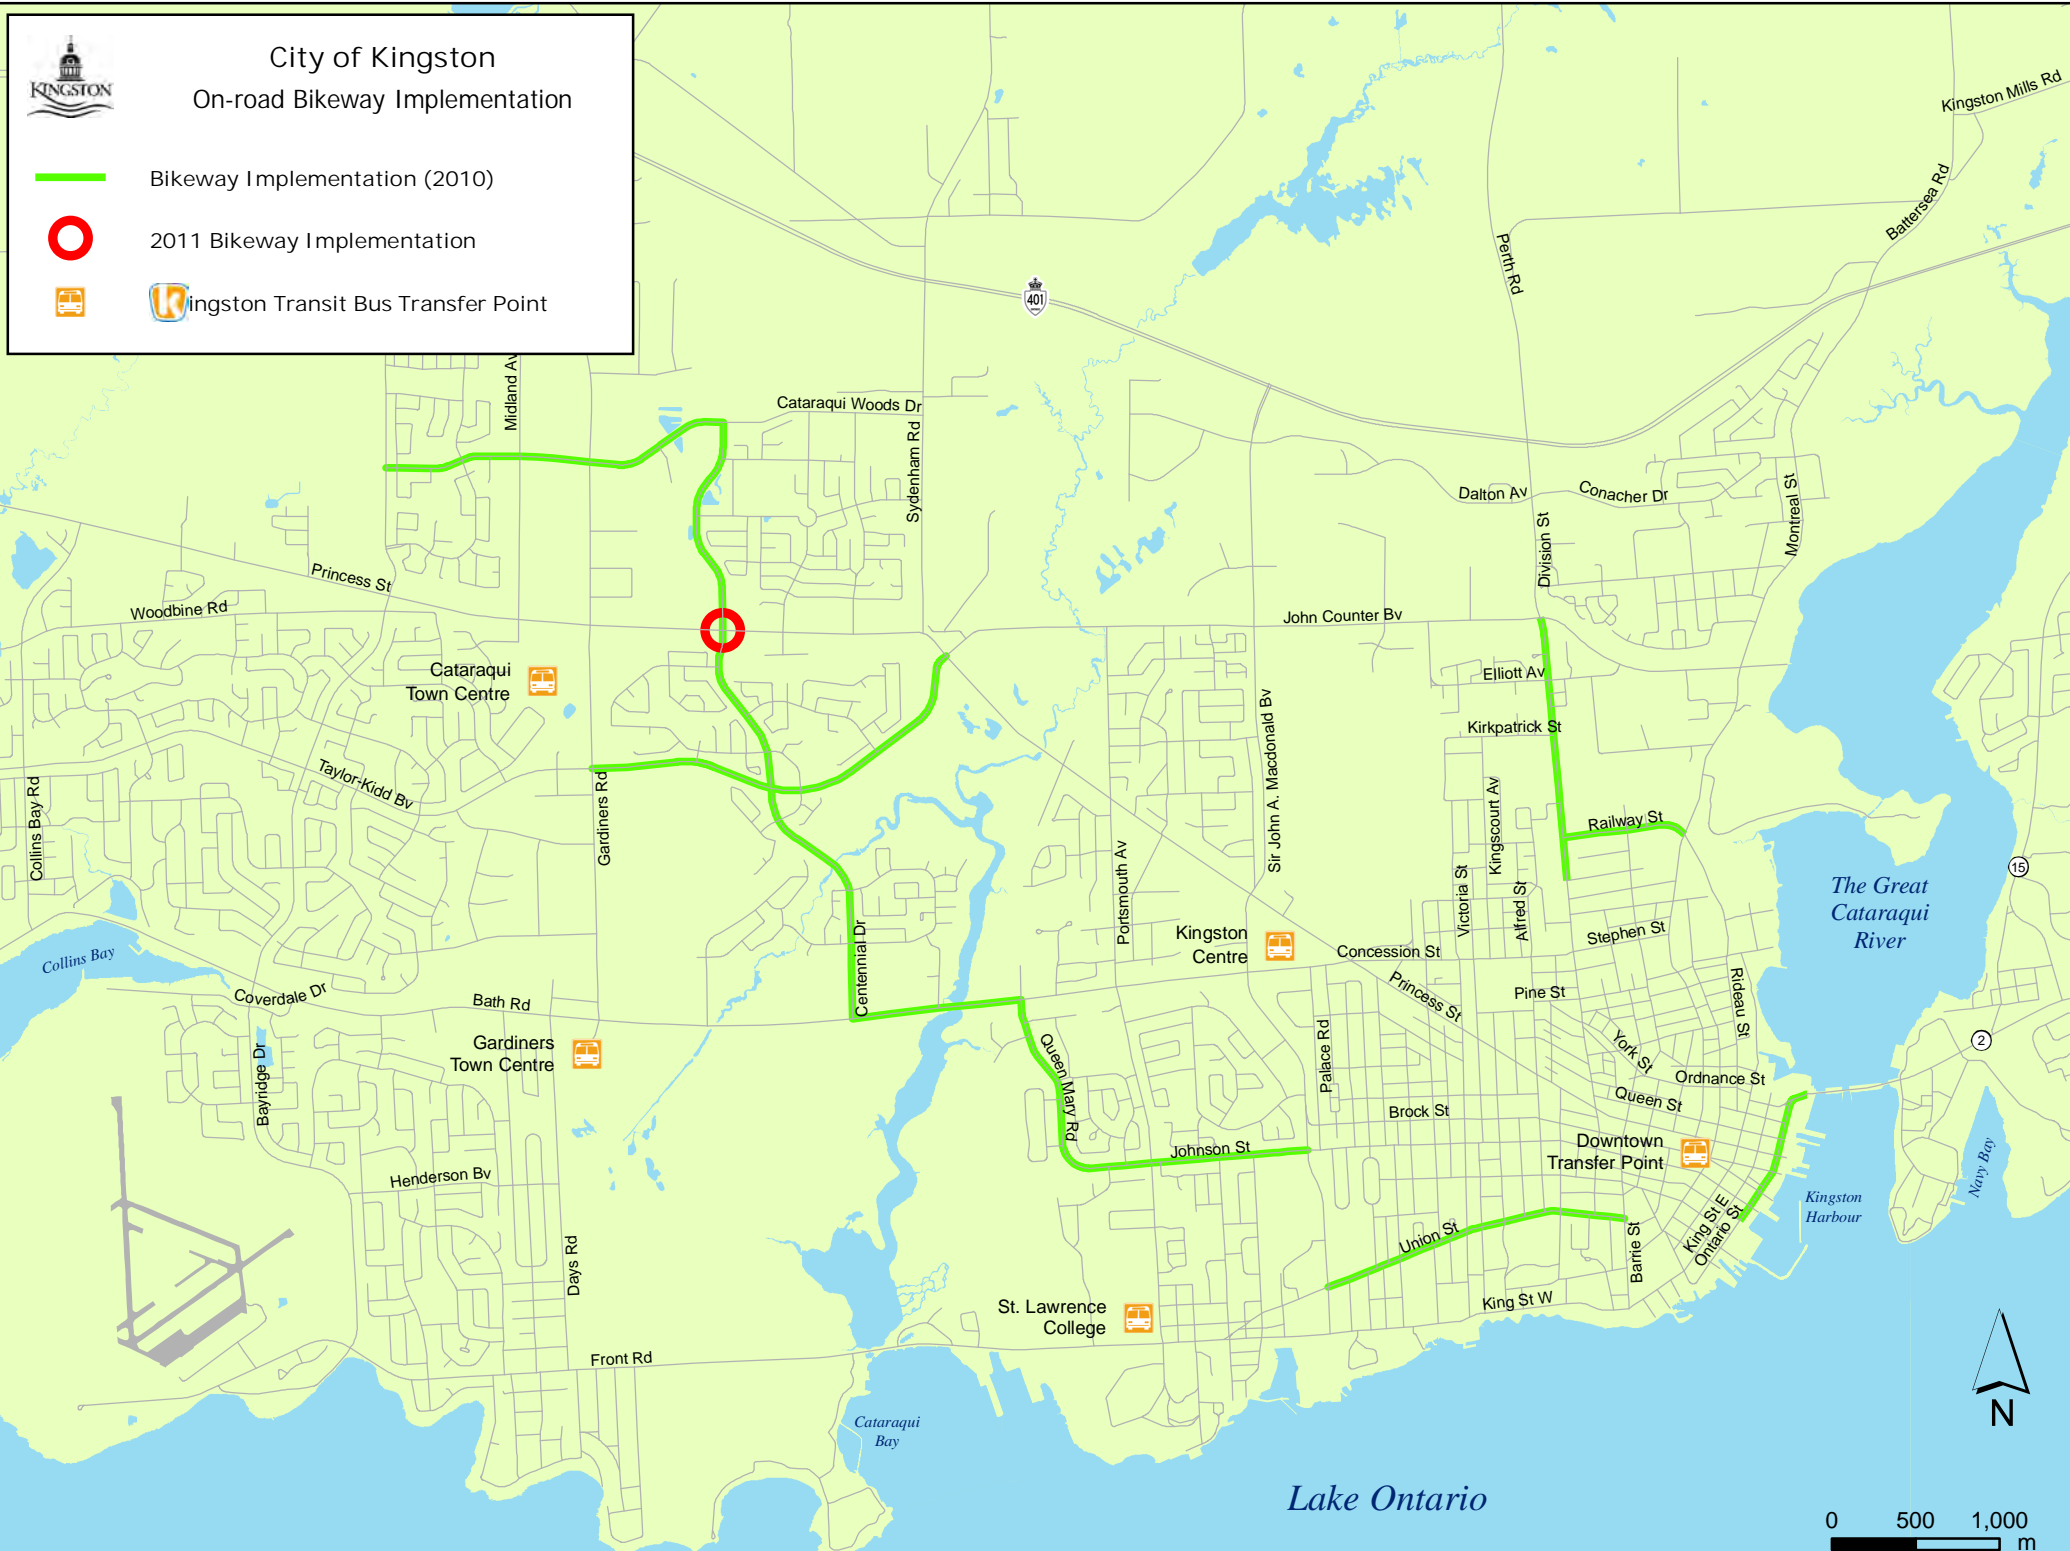 City of Kingston
On-road Bikeway Implementation
KINGSTON
Bikeway Implementation (2010)
2011 Bikeway Implementation
kingston Transit Bus Transfer Point
Kingston Mills Rd
Battersea Rd
Perth Rd
401
Midland Av
Cataraqui Woods Dr
Sydenham Rd
Dalton Av
Conacher Dr
Montreal St
Division St
Princess St
Woodbine Rd
John Counter Bv
Cataraqui
Town Centre
Elliott Av
Kirkpatrick St
Sir John A. Macdonald Bv
Taylor-Kidd Bv
Collins Bay Rd
Gardiners Rd
Kingscourt Av
Railway St
Portsmouth Av
Victoria St
Alfred St
15
The Great
Cataraqui
River
Kingston
Centre
Concession St
Stephen St
Collins Bay
Centennial Dr
Coverdale Dr
Bath Rd
Princess St
Pine St
Rideau St
Gardiners
Town Centre
Bayridge Dr
Queen Mary Rd
Palace Rd
York St
Ordnance St
Queen St
2
Brock St
Johnson St
Downtown
Transfer Point
Navy Bay
Henderson Bv
Kingston
Harbour
King St E
Ontario St
Union St
Barrie St
Days Rd
St. Lawrence
College
King St W
Front Rd
Cataraqui
Bay
Lake Ontario
N
0 500 1,000
m